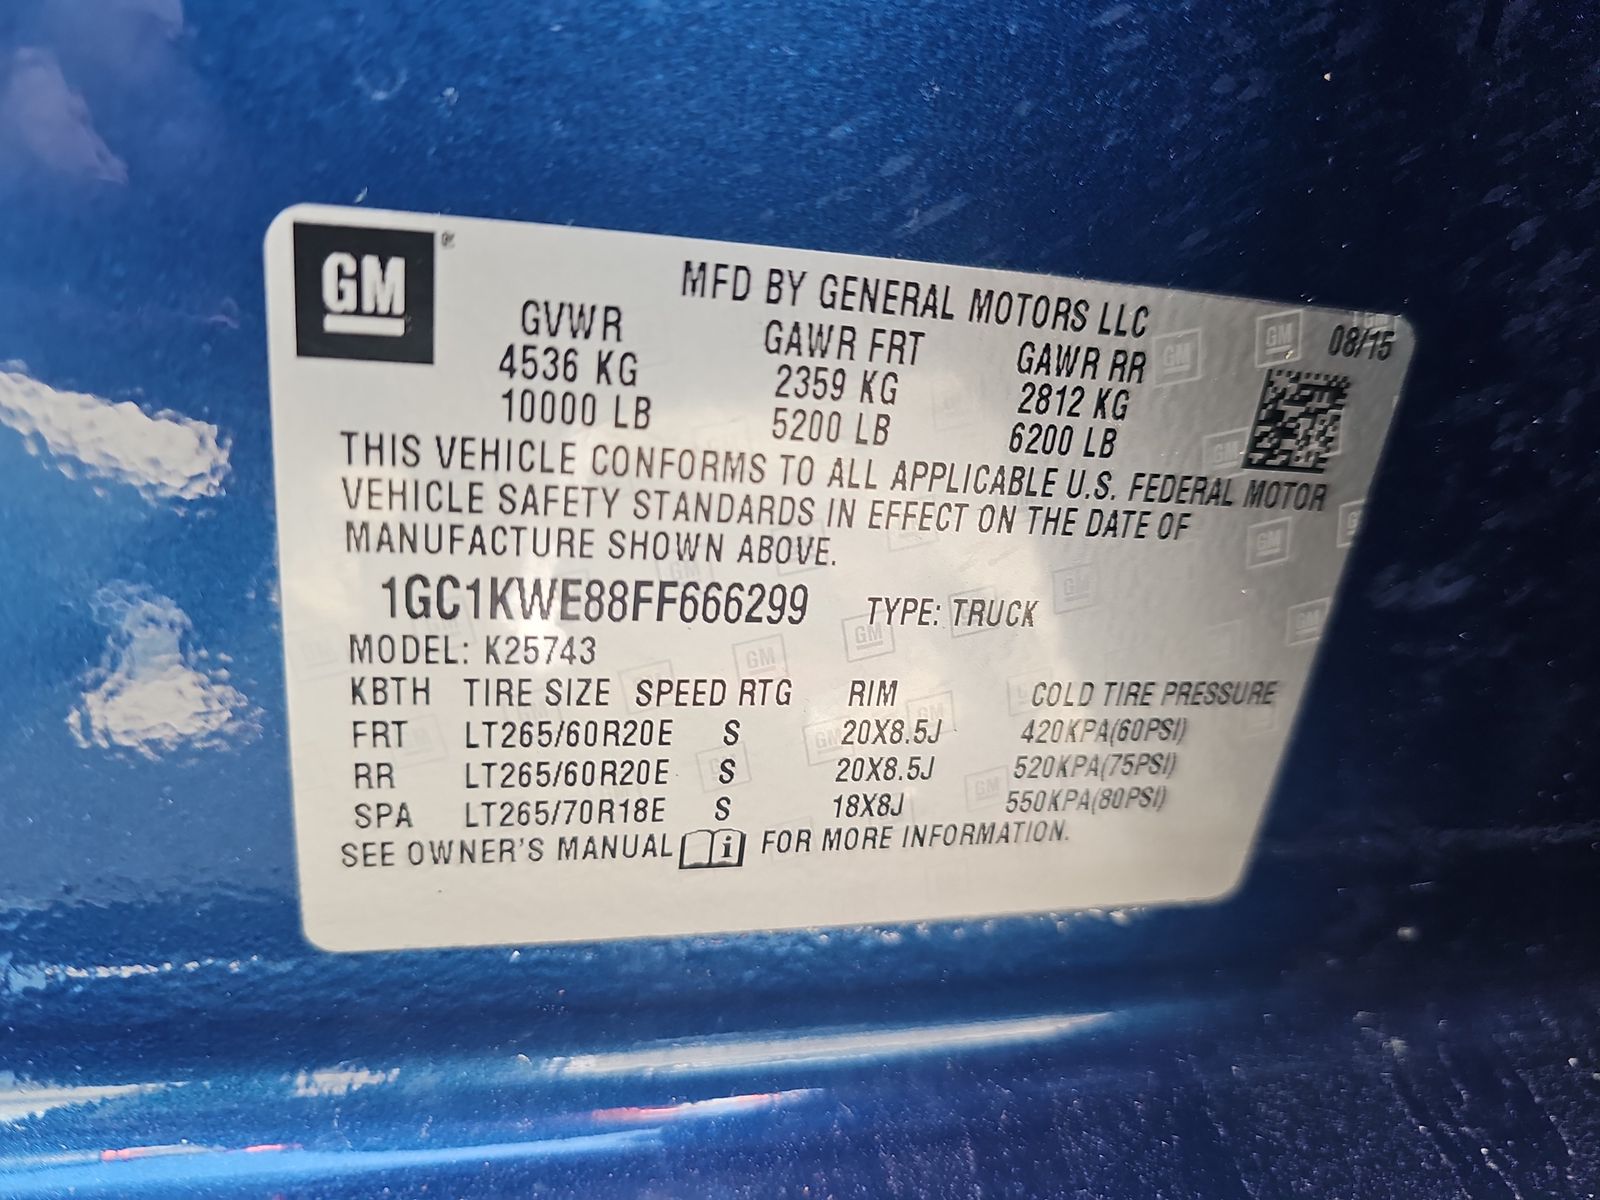 GM ®
MFD BY GENERAL MOTORS LLC
08/15
GVWR GAWR FRT GAWR RR
4536 KG 2359 KG 2812 KG
10000 LB 5200 LB 6200 LB
THIS VEHICLE CONFORMS TO ALL APPLICABLE U.S. FEDERAL MOTOR
VEHICLE SAFETY STANDARDS IN EFFECT ON THE DATE OF
MANUFACTURE SHOWN ABOVE.
1GC1KWE88FF666299 TYPE: TRUCK
MODEL: K25743
KBTH TIRE SIZE SPEED RTG RIM COLD TIRE PRESSURE
FRT LT265/60R20E S 20X8.5J 420KPA(60PSI)
RR LT265/60R20E S 20X8.5J 520KPA(75PSI)
SPA LT265/70R18E S 18X8J 550KPA(80PSI)
SEE OWNER'S MANUAL i FOR MORE INFORMATION.